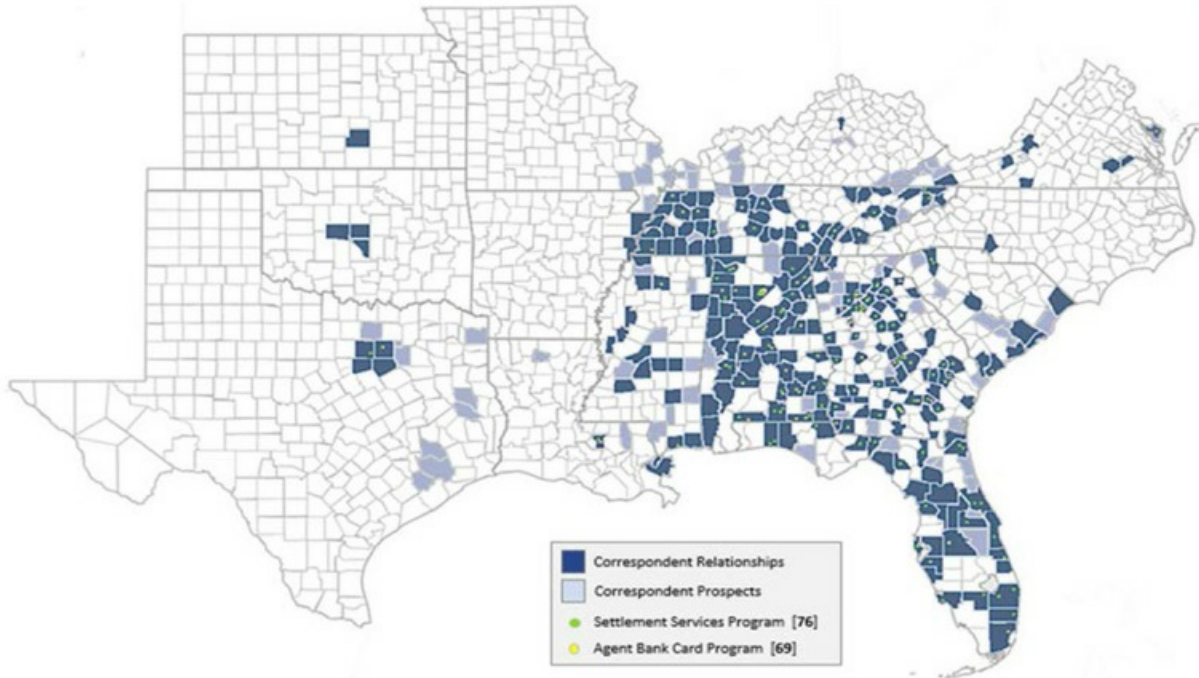 Correspondent Relationships
Correspondent Prospects
Settlement Services Program [76]
Agent Bank Card Program [69]